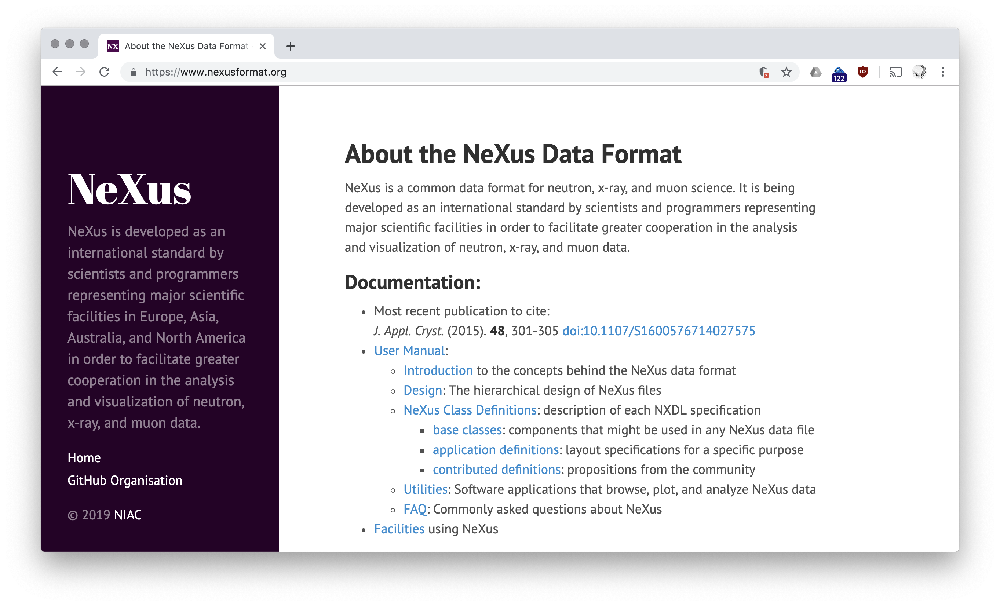 NX About the NeXus Data Format
https://www.nexusformat.org
122
NeXus
NeXus is developed as an
international standard by
scientists and programmers
representing major scientific
facilities in Europe, Asia,
Australia, and North America
in order to facilitate greater
cooperation in the analysis
and visualization of neutron,
x-ray, and muon data.
Home
GitHub Organisation
© 2019 NIAC
About the NeXus Data Format
NeXus is a common data format for neutron, x-ray, and muon science. It is being
developed as an international standard by scientists and programmers representing
major scientific facilities in order to facilitate greater cooperation in the analysis
and visualization of neutron, x-ray, and muon data.
Documentation:
• Most recent publication to cite:
J. Appl. Cryst. (2015). 48, 301-305 doi:10.1107/S1600576714027575
• User Manual:
◦ Introduction to the concepts behind the NeXus data format
◦ Design: The hierarchical design of NeXus files
◦ NeXus Class Definitions: description of each NXDL specification
▪ base classes: components that might be used in any NeXus data file
▪ application definitions: layout specifications for a specific purpose
▪ contributed definitions: propositions from the community
◦ Utilities: Software applications that browse, plot, and analyze NeXus data
◦ FAQ: Commonly asked questions about NeXus
• Facilities using NeXus